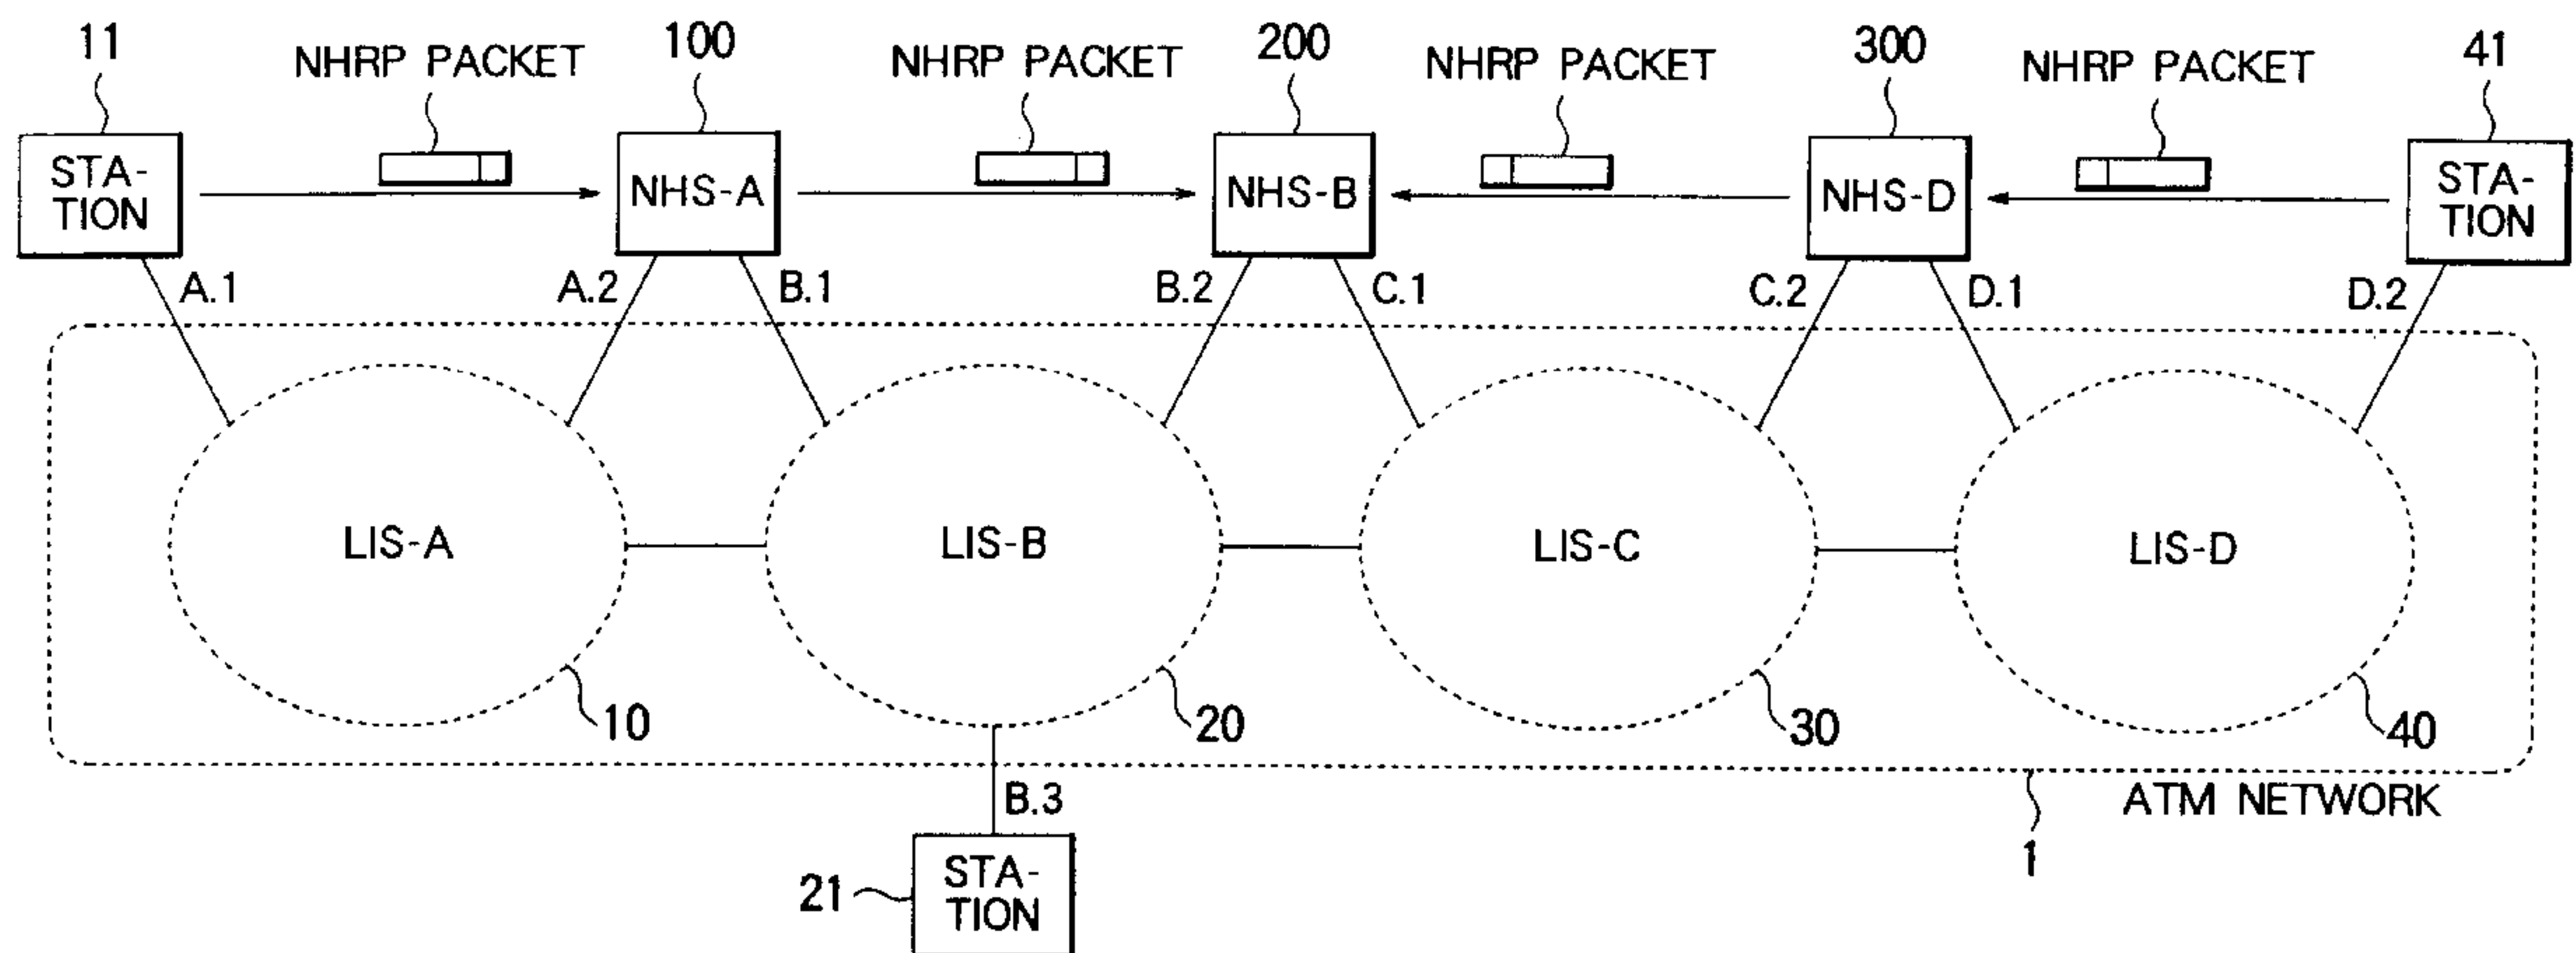 11
NHRP PACKET
100
NHRP PACKET
200
NHRP PACKET
300
NHRP PACKET
41
STA-
TION
NHS-A
NHS-B
NHS-D
STA-
TION
A.1
A.2
B.1
B.2
C.1
C.2
D.1
D.2
LIS-A
LIS-B
LIS-C
LIS-D
10
20
30
40
B.3
ATM NETWORK
1
21
STA-
TION